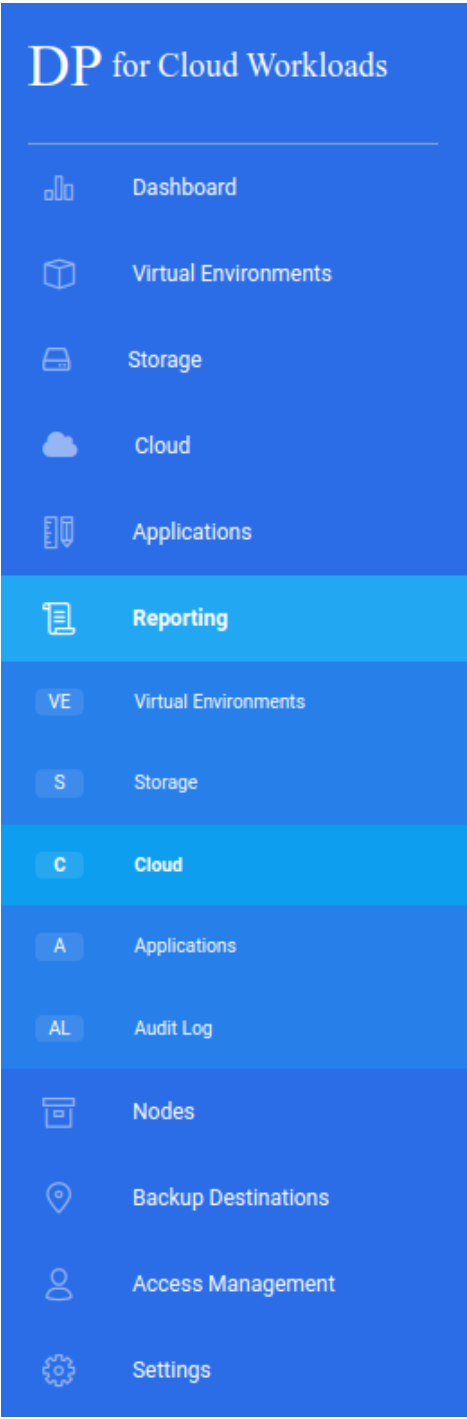 DP for Cloud Workloads
Dashboard
Virtual Environments
Storage
Cloud
Applications
Reporting
VE Virtual Environments
S Storage
C Cloud
A Applications
AL Audit Log
Nodes
Backup Destinations
Access Management
Settings